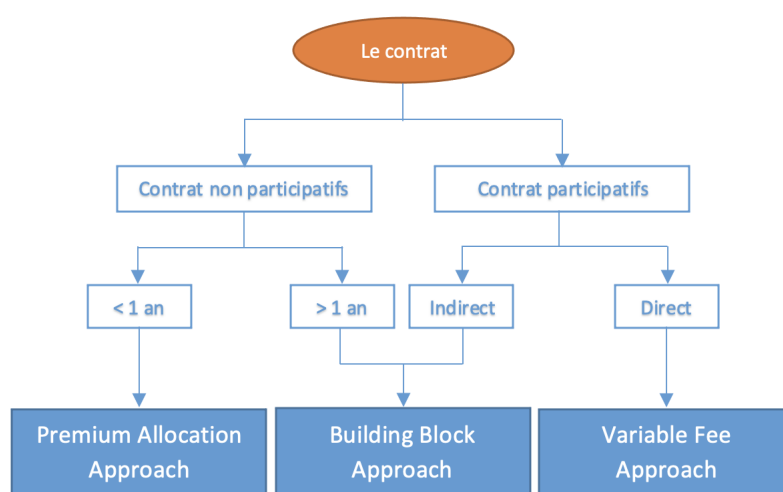 Le contrat
Contrat non participatifs
Contrat participatifs
< 1 an
> 1 an
Indirect
Direct
Premium Allocation
Approach
Building Block
Approach
Variable Fee
Approach